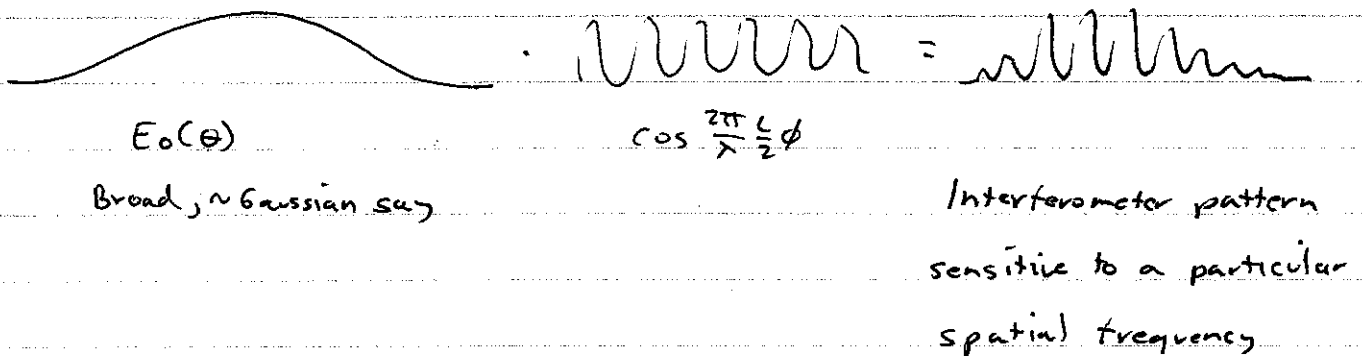 · =
E₀(θ) cos 2π/λ L/2 φ
Broad, ~Gaussian say Interferometer pattern
sensitive to a particular
spatial frequency